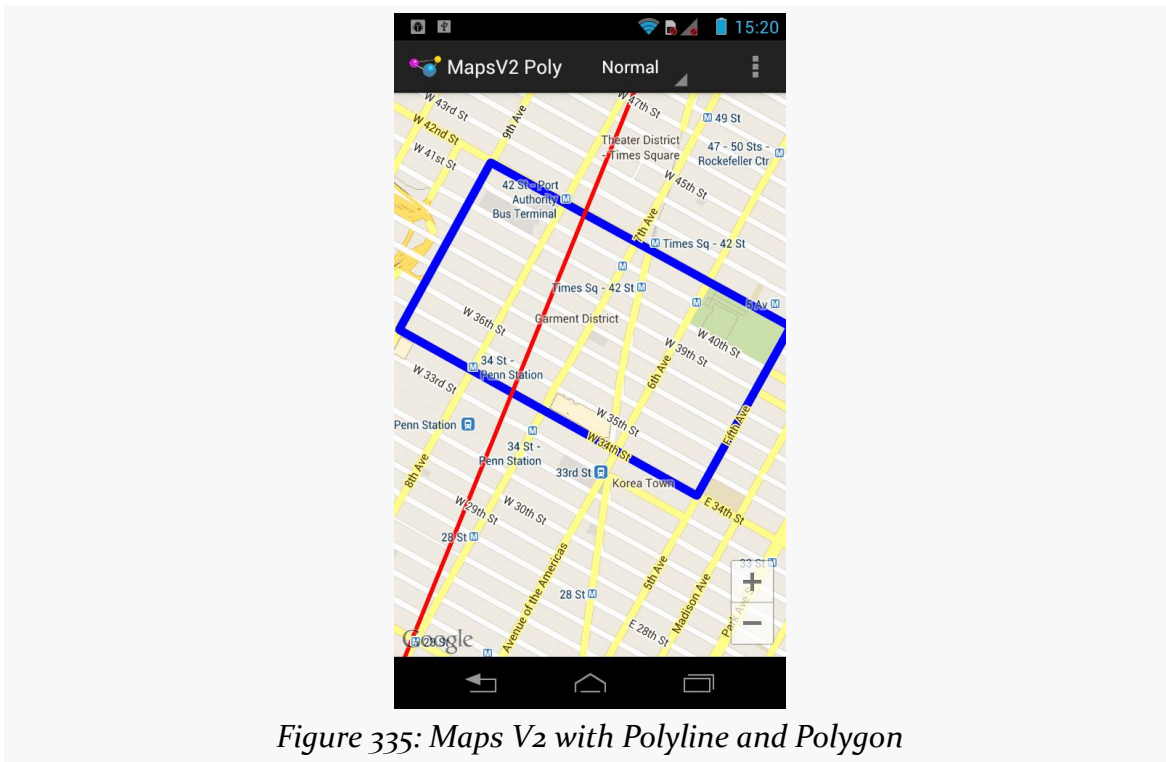 15:20
MapsV2 Poly
Normal
W 43rd St
W 47th St
49 St
W 42nd St
9th Ave
Theater District
- Times Square
47 - 50 Sts -
Rockefeller Ctr
W 41st St
W 45th St
42 St - Port
Authority
Bus Terminal
7th Ave
Times Sq - 42 St
Times Sq - 42 St
5 Av
W 36th St
Garment District
W 40th St
W 39th St
34 St -
Penn Station
W 33rd St
6th Ave
W 35th St
Fifth Ave
Penn Station
W 34th St
34 St -
Penn Station
33rd St
Korea Town
8th Ave
W 29th St
W 30th St
E 34th St
28 St
33 St
Avenue of the Americas
5th Ave
28 St
Madison Ave
+
E 28th St
−
Google
Figure 335: Maps V2 with Polyline and Polygon